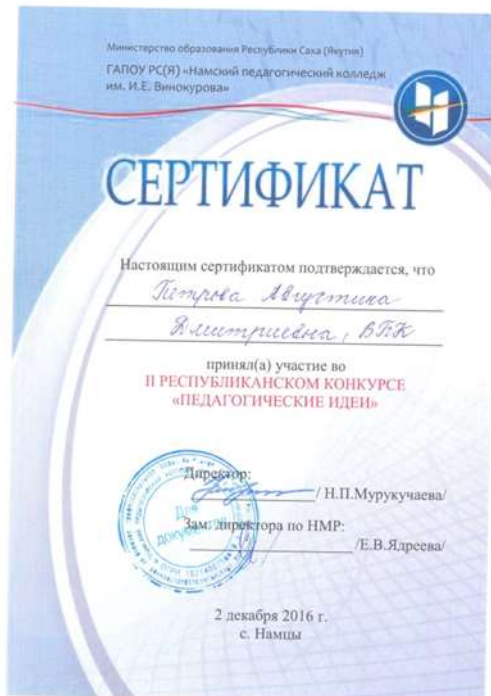 Министерство образования Республики Саха (Якутия)
ГАПОУ РС(Я) «Намский педагогический колледж
им. И.Е. Винокурова»
СЕРТИФИКАТ
Настоящим сертификатом подтверждается, что
Петрова Августина
Дмитриевна, ВПК
принял(а) участие во
II РЕСПУБЛИКАНСКОМ КОНКУРСЕ
«ПЕДАГОГИЧЕСКИЕ ИДЕИ»
Директор:
/ Н.П.Мурукучаева/
Для
Зам. директора по НМР:
/Е.В.Ядреева/
2 декабря 2016 г.
с. Намцы